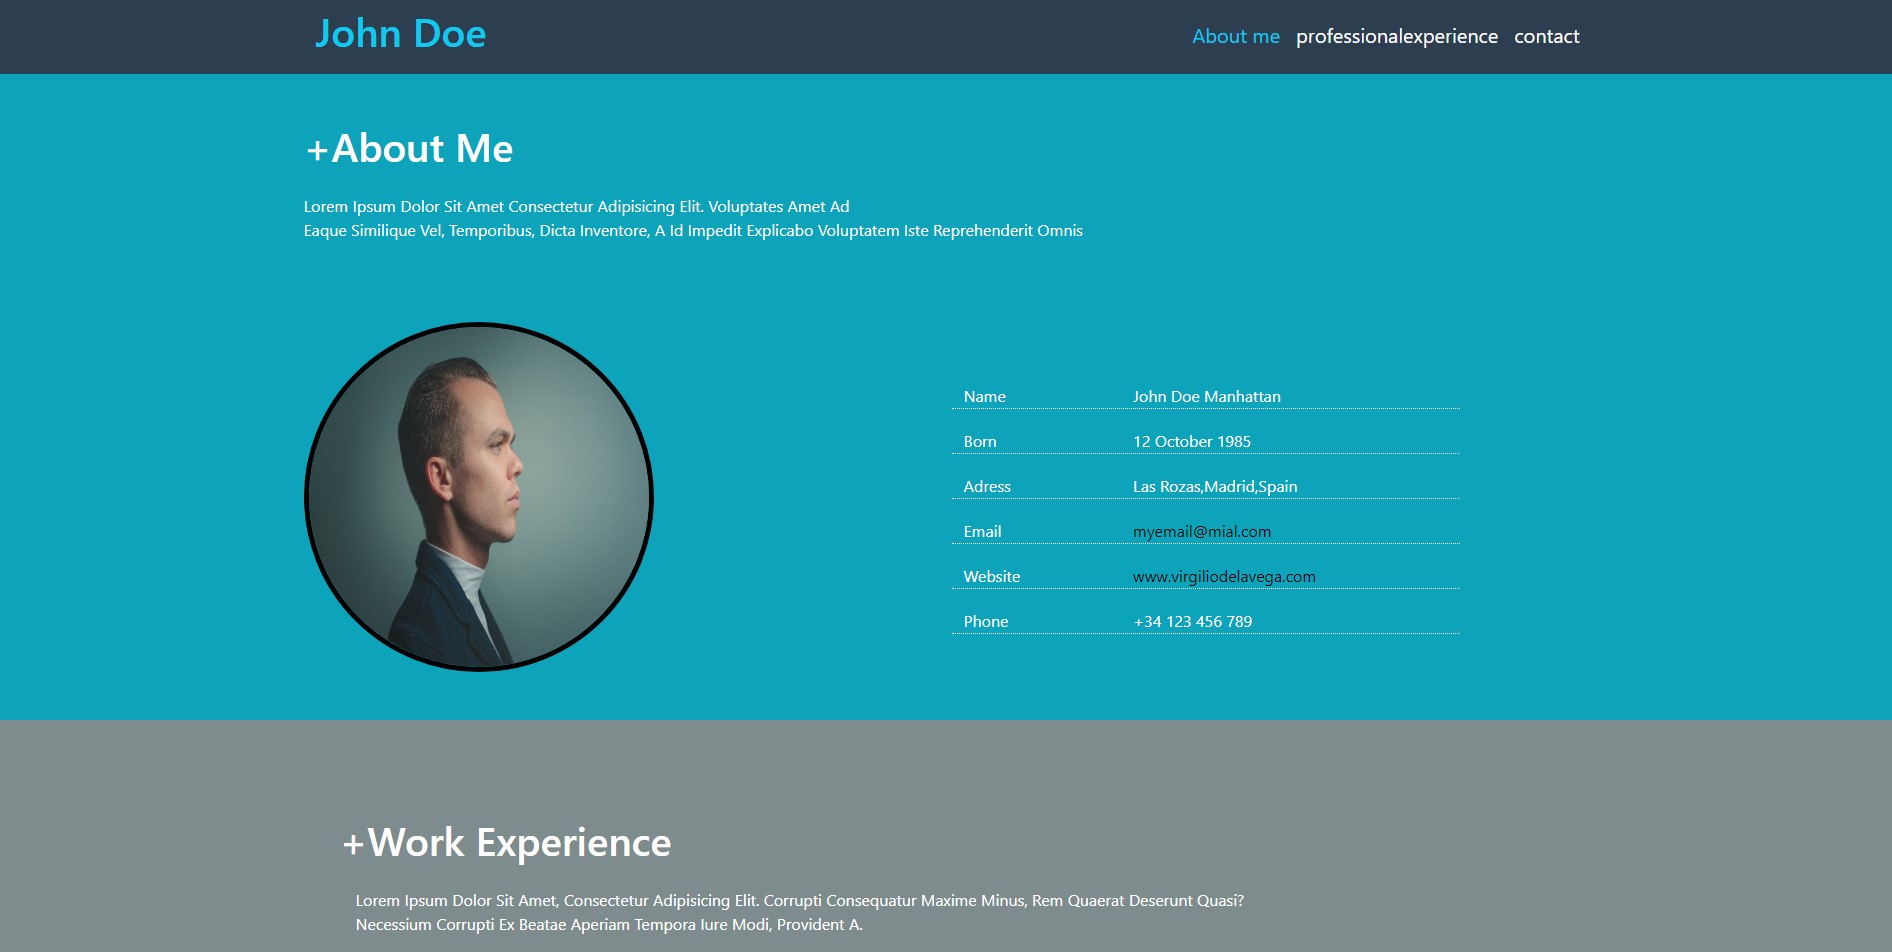 John Doe
About me professionalexperience contact
+About Me
Lorem Ipsum Dolor Sit Amet Consectetur Adipisicing Elit. Voluptates Amet Ad
Eaque Similique Vel, Temporibus, Dicta Inventore, A Id Impedit Explicabo Voluptatem Iste Reprehenderit Omnis
Name John Doe Manhattan
Born 12 October 1985
Adress Las Rozas,Madrid,Spain
Email myemail@mial.com
Website www.virgiliodelavega.com
Phone +34 123 456 789
+Work Experience
Lorem Ipsum Dolor Sit Amet, Consectetur Adipisicing Elit. Corrupti Consequatur Maxime Minus, Rem Quaerat Deserunt Quasi?
Necessium Corrupti Ex Beatae Aperiam Tempora Iure Modi, Provident A.